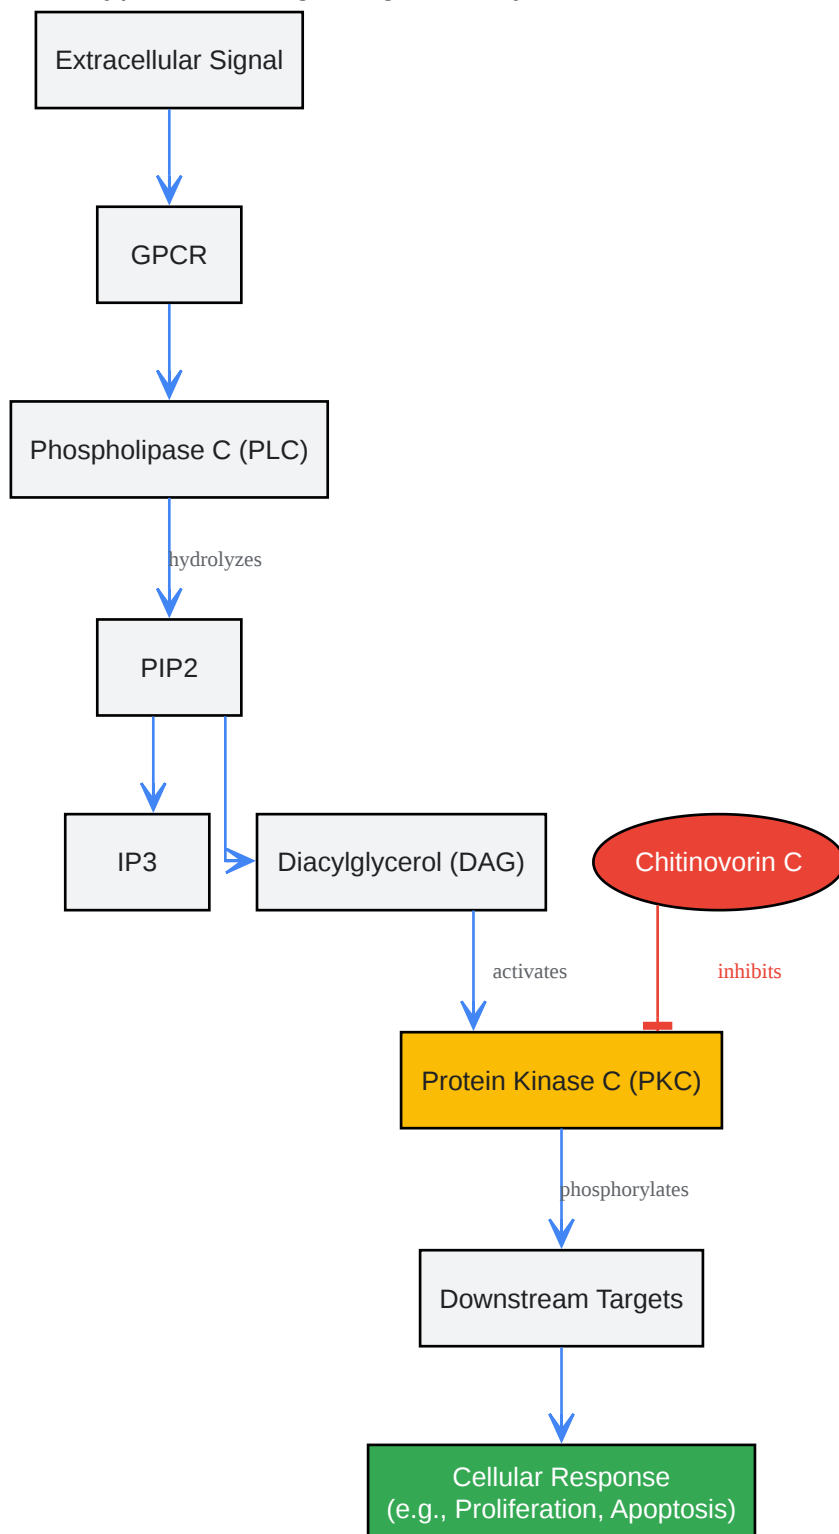 Extracellular Signal
GPCR
Phospholipase C (PLC)
hydrolyzes
PIP2
IP3
Diacylglycerol (DAG)
Chitinovorin C
activates
inhibits
Protein Kinase C (PKC)
phosphorylates
Downstream Targets
Cellular Response
(e.g., Proliferation, Apoptosis)